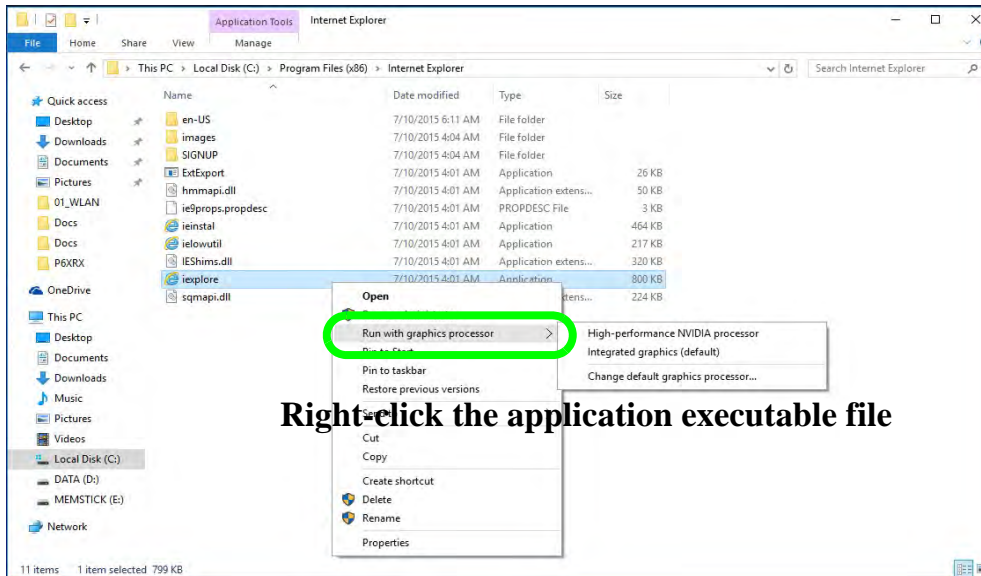 Application Tools Internet Explorer
File Home Share View Manage
This PC > Local Disk (C:) > Program Files (x86) > Internet Explorer
Search Internet Explorer
Name Date modified Type Size
Quick access
Desktop
Downloads
Documents
Pictures
01_WLAN
Docs
Docs
P6XRX
OneDrive
This PC
Desktop
Documents
Downloads
Music
Pictures
Videos
Local Disk (C:)
DATA (D:)
MEMSTICK (E:)
Network
en-US 7/10/2015 6:11 AM File folder
images 7/10/2015 4:04 AM File folder
SIGNUP 7/10/2015 4:04 AM File folder
ExtExport 7/10/2015 4:01 AM Application 26 KB
hmmapi.dll 7/10/2015 4:01 AM Application extens... 50 KB
ie9props.propdesc 7/10/2015 4:01 AM PROPDESC File 3 KB
ieinstal 7/10/2015 4:01 AM Application 464 KB
ielowutil 7/10/2015 4:01 AM Application 217 KB
IEShims.dll 7/10/2015 4:01 AM Application extens... 320 KB
iexplore 7/10/2015 4:01 AM Application 800 KB
sqmapi.dll tens... 224 KB
Open
Run with graphics processor >
Pin to Start
Pin to taskbar
Restore previous versions
Cut
Copy
Create shortcut
Delete
Rename
Properties
High-performance NVIDIA processor
Integrated graphics (default)
Change default graphics processor...
Right-click the application executable file
11 items 1 item selected 799 KB